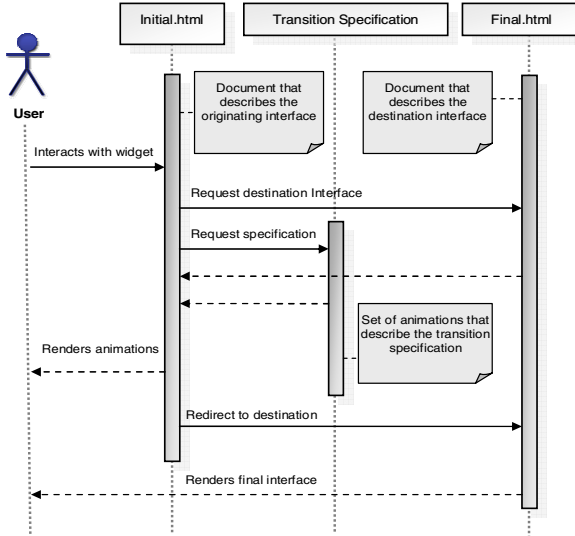 Initial.html
Transition Specification
Final.html
User
Document that
describes the
originating interface
Document that
describes the
destination interface
Interacts with widget
Request destination Interface
Request specification
Set of animations that
describe the transition
specification
Renders animations
Redirect to destination
Renders final interface